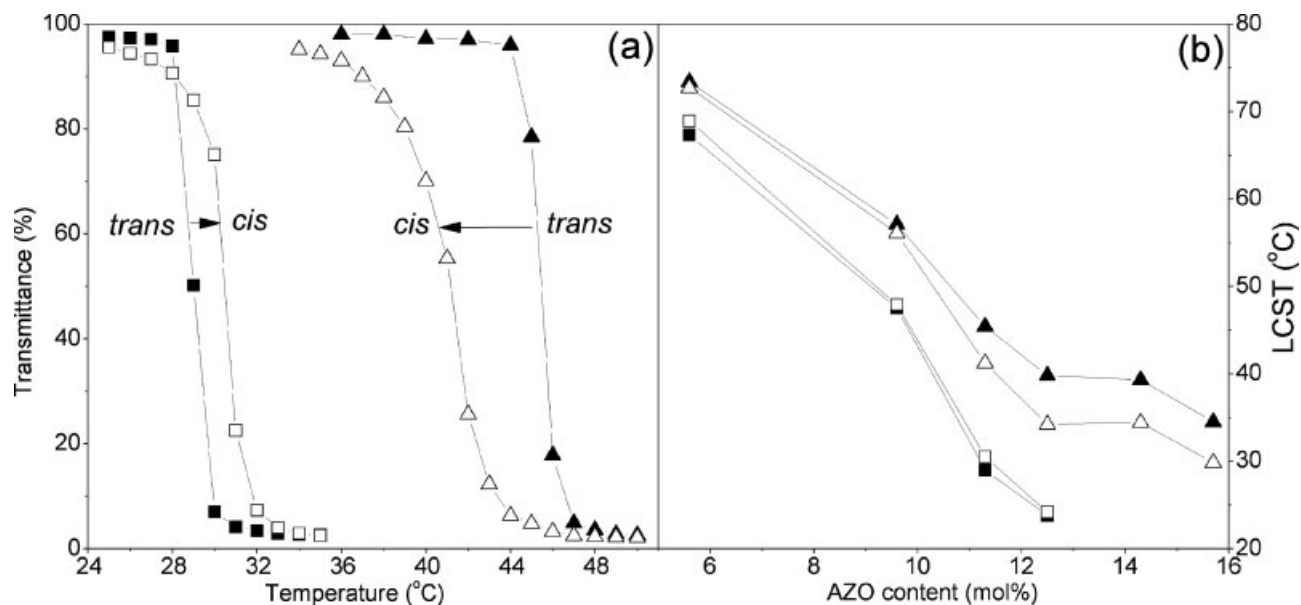 (a)
Transmittance (%)
100
80
60
40
20
0
trans
cis
cis
trans
24 28 32 36 40 44 48
Temperature (°C)
(b)
80
70
60
50
40
30
20
LCST (°C)
6 8 10 12 14 16
AZO content (mol%)